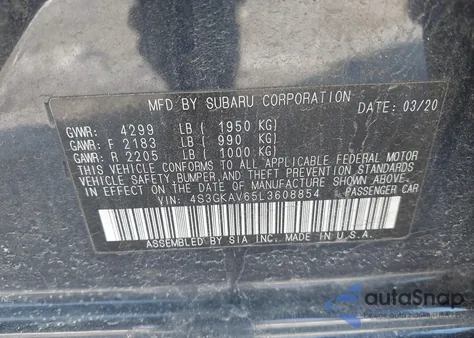 MFD BY SUBARU CORPORATION DATE: 03/20
GVWR: 4299 LB ( 1950 KG)
GAWR: F 2183 LB ( 990 KG)
GAWR: R 2205 LB ( 1000 KG)
THIS VEHICLE CONFORMS TO ALL APPLICABLE FEDERAL MOTOR
VEHICLE SAFETY, BUMPER, AND THEFT PREVENTION STANDARDS
IN EFFECT ON THE DATE OF MANUFACTURE SHOWN ABOVE.
VIN: 4S3GKAV65L3608854 PASSENGER CAR
ASSEMBLED BY SIA INC. MADE IN U.S.A.
autoSnap